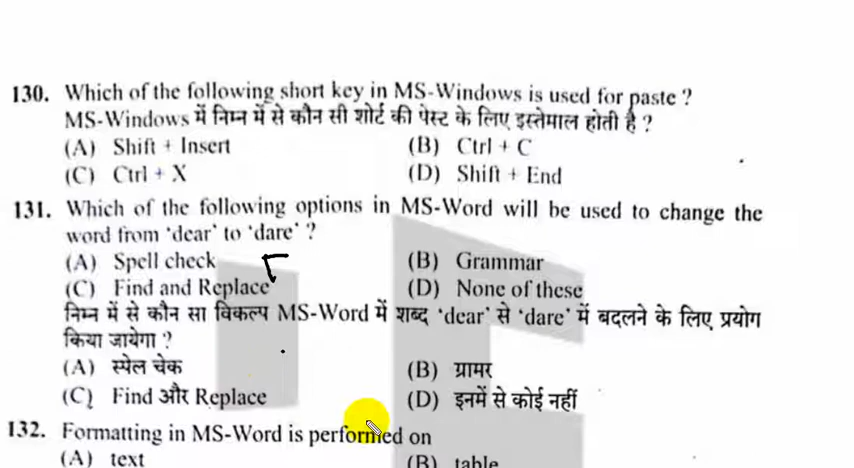 130. Which of the following short key in MS-Windows is used for paste ?
MS-Windows में निम्न में से कौन सी शोर्ट की पेस्ट के लिए इस्तेमाल होती है ?
(A) Shift + Insert (B) Ctrl + C
(C) Ctrl + X (D) Shift + End
131. Which of the following options in MS-Word will be used to change the
word from 'dear' to 'dare' ?
(A) Spell check (B) Grammar
(C) Find and Replace (D) None of these
निम्न में से कौन सा विकल्प MS-Word में शब्द 'dear' से 'dare' में बदलने के लिए प्रयोग
किया जायेगा ?
(A) स्पेल चेक (B) ग्रामर
(C) Find और Replace (D) इनमें से कोई नहीं
132. Formatting in MS-Word is performed on
(A) text (B) table